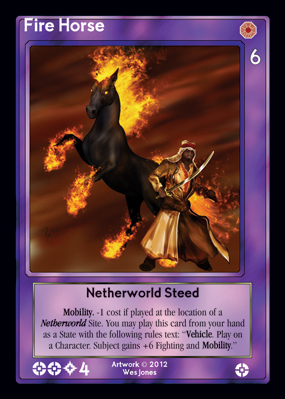 Fire Horse
6
Netherworld Steed
Mobility. -1 cost if played at the location of a
Netherworld Site. You may play this card from your hand
as a State with the following rules text: “Vehicle. Play on
a Character. Subject gains +6 Fighting and Mobility.”
4
Artwork © 2012
Wes Jones